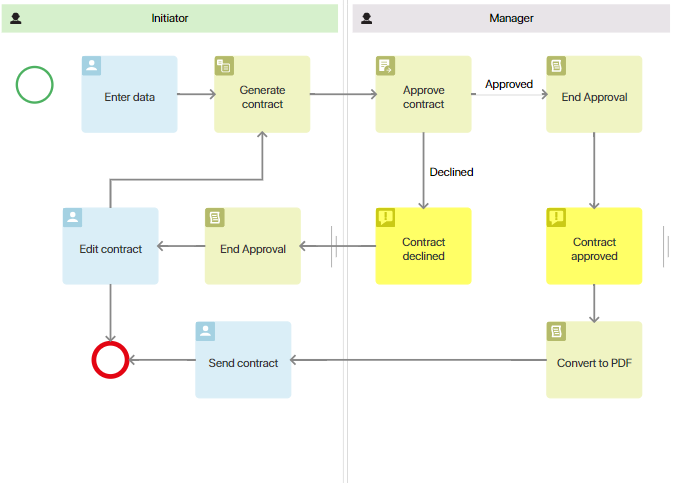 Initiator
Manager
Enter data
Generate
contract
Approve
contract
Approved
End Approval
Declined
Edit contract
End Approval
Contract
declined
Contract
approved
Send contract
Convert to PDF